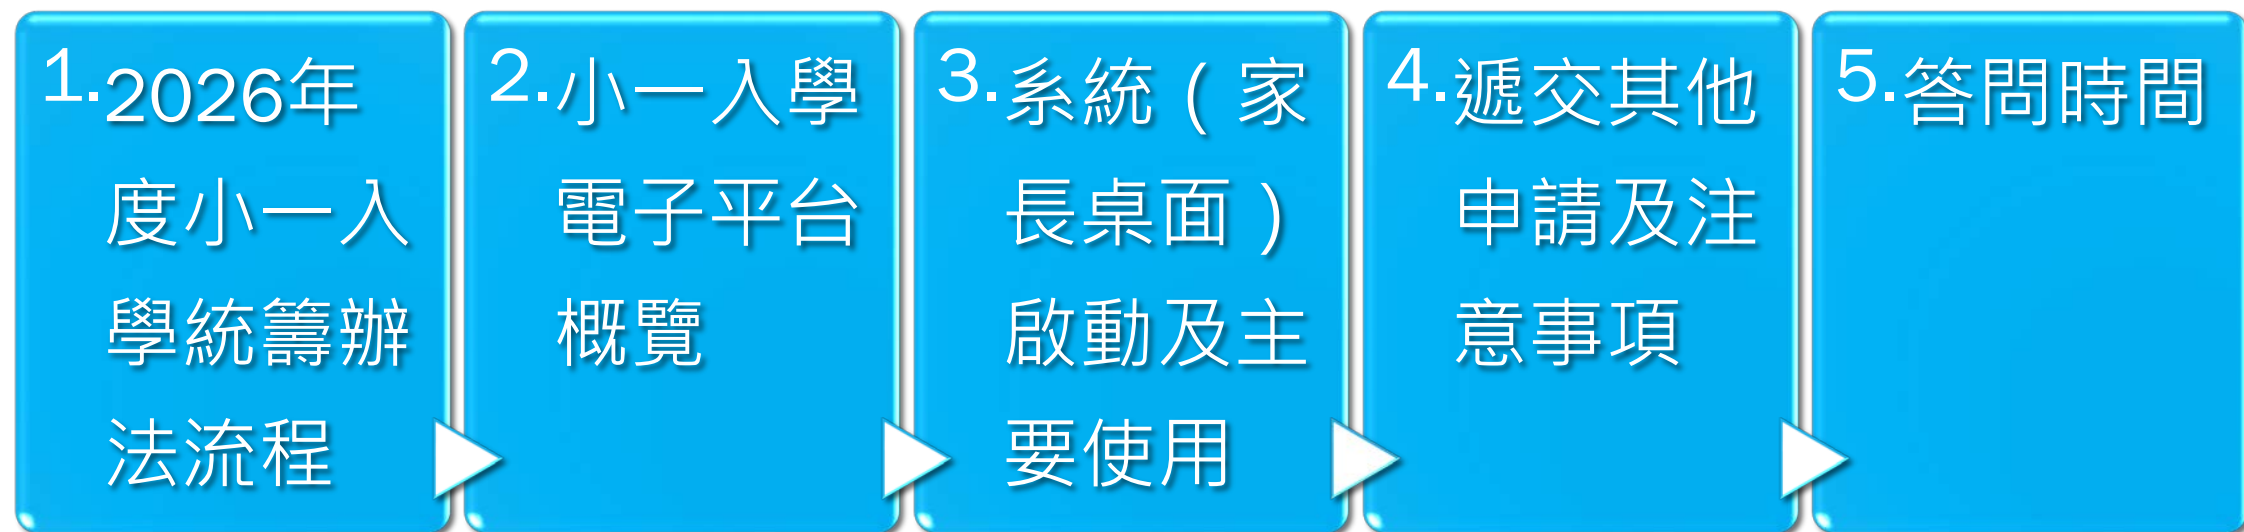 1.2026年
度小一入
學統籌辦
法流程
2.小一入學
電子平台
概覽
3.系統（家
長桌面）
啟動及主
要使用
4.遞交其他
申請及注
意事項
5.答問時間